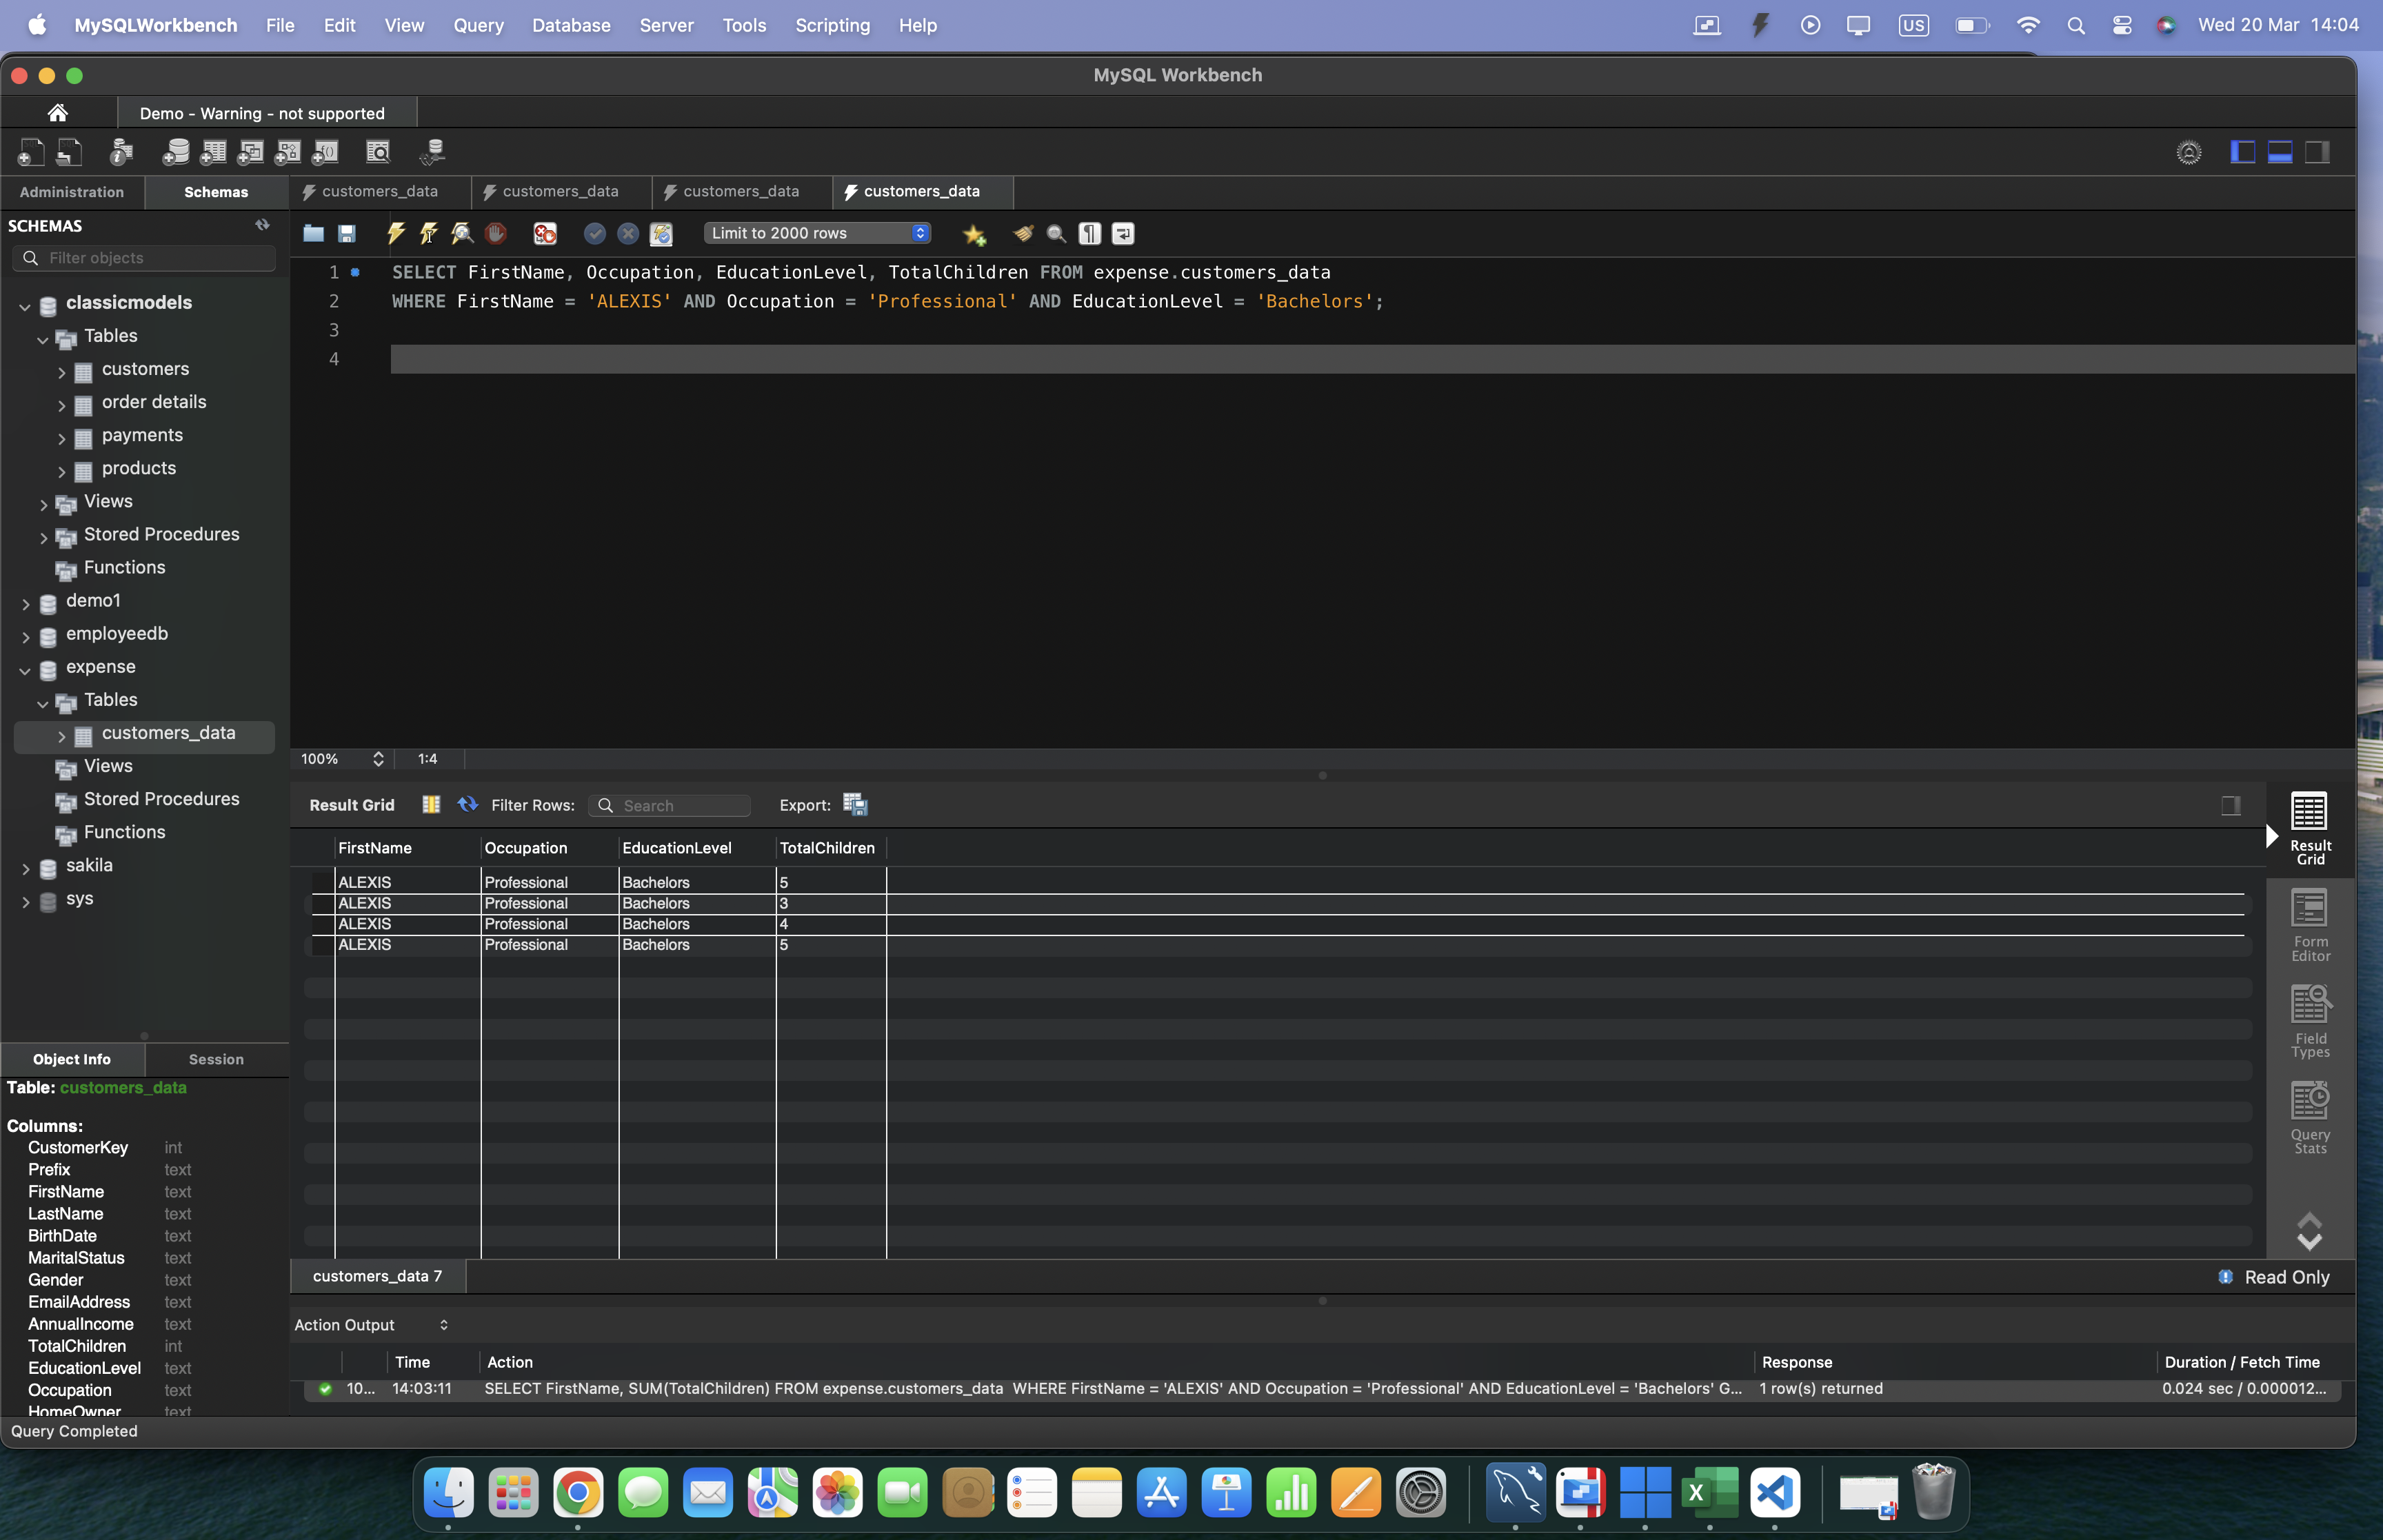 MySQLWorkbench File Edit View Query Database Server Tools Scripting Help US Wed 20 Mar 14:04
MySQL Workbench
Demo - Warning - not supported
Administration Schemas customers_data customers_data customers_data customers_data
SCHEMAS
Limit to 2000 rows
Filter objects
1 SELECT FirstName, Occupation, EducationLevel, TotalChildren FROM expense.customers_data
2 WHERE FirstName = 'ALEXIS' AND Occupation = 'Professional' AND EducationLevel = 'Bachelors';
3
4
classicmodels
Tables
customers
order details
payments
products
Views
Stored Procedures
Functions
demo1
employeedb
expense
Tables
customers_data
Views
Stored Procedures
Functions
sakila
sys
100% 1:4
Result Grid Filter Rows: Search Export:
FirstName Occupation EducationLevel TotalChildren
ALEXIS Professional Bachelors 5
ALEXIS Professional Bachelors 3
ALEXIS Professional Bachelors 4
ALEXIS Professional Bachelors 5
Result
Grid
Form
Editor
Field
Types
Query
Stats
Object Info Session
Table: customers_data
Columns:
CustomerKey int
Prefix text
FirstName text
LastName text
BirthDate text
MaritalStatus text
Gender text
EmailAddress text
AnnualIncome text
TotalChildren int
EducationLevel text
Occupation text
HomeOwner text
customers_data 7 Read Only
Action Output
Time Action Response Duration / Fetch Time
10... 14:03:11 SELECT FirstName, SUM(TotalChildren) FROM expense.customers_data WHERE FirstName = 'ALEXIS' AND Occupation = 'Professional' AND EducationLevel = 'Bachelors' G... 1 row(s) returned 0.024 sec / 0.000012...
Query Completed